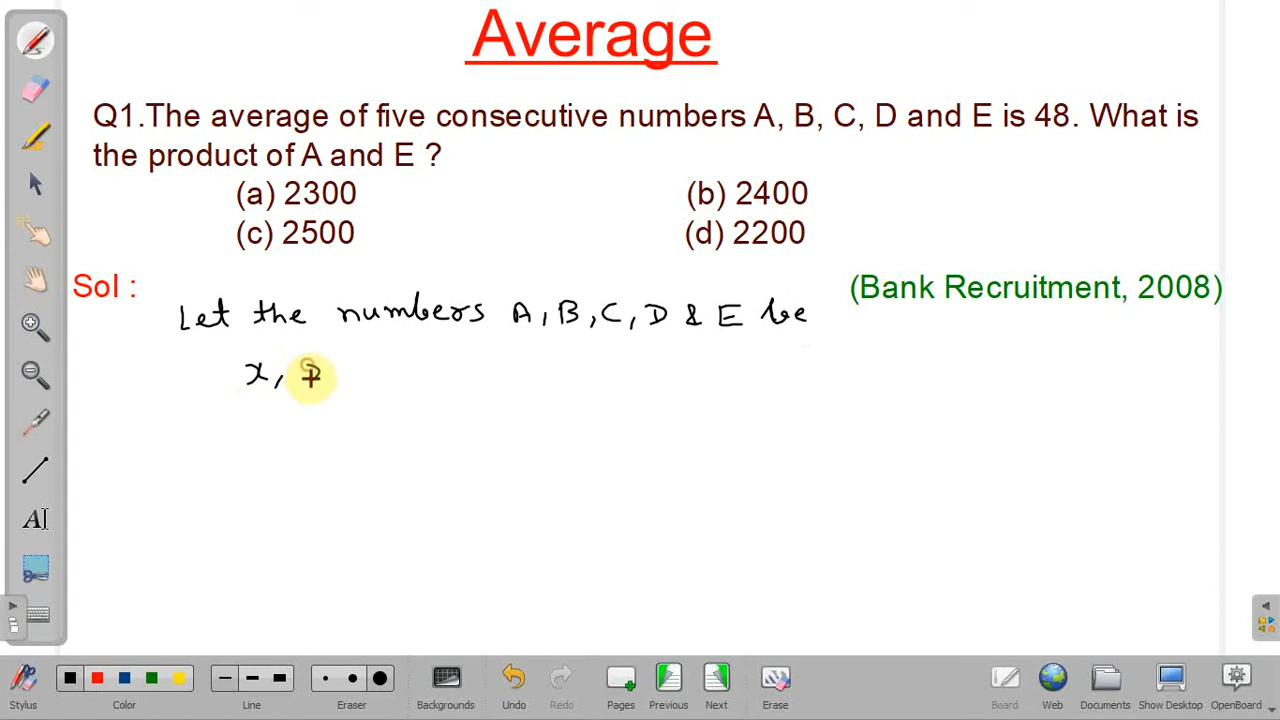 Average
Q1.The average of five consecutive numbers A, B, C, D and E is 48. What is
the product of A and E ?
(a) 2300 (b) 2400
(c) 2500 (d) 2200
Sol : (Bank Recruitment, 2008)
Let the numbers A, B, C, D & E be
x,
Stylus Color Line Eraser Backgrounds Undo Redo Pages Previous Next Erase Board Web Documents Show Desktop OpenBoard